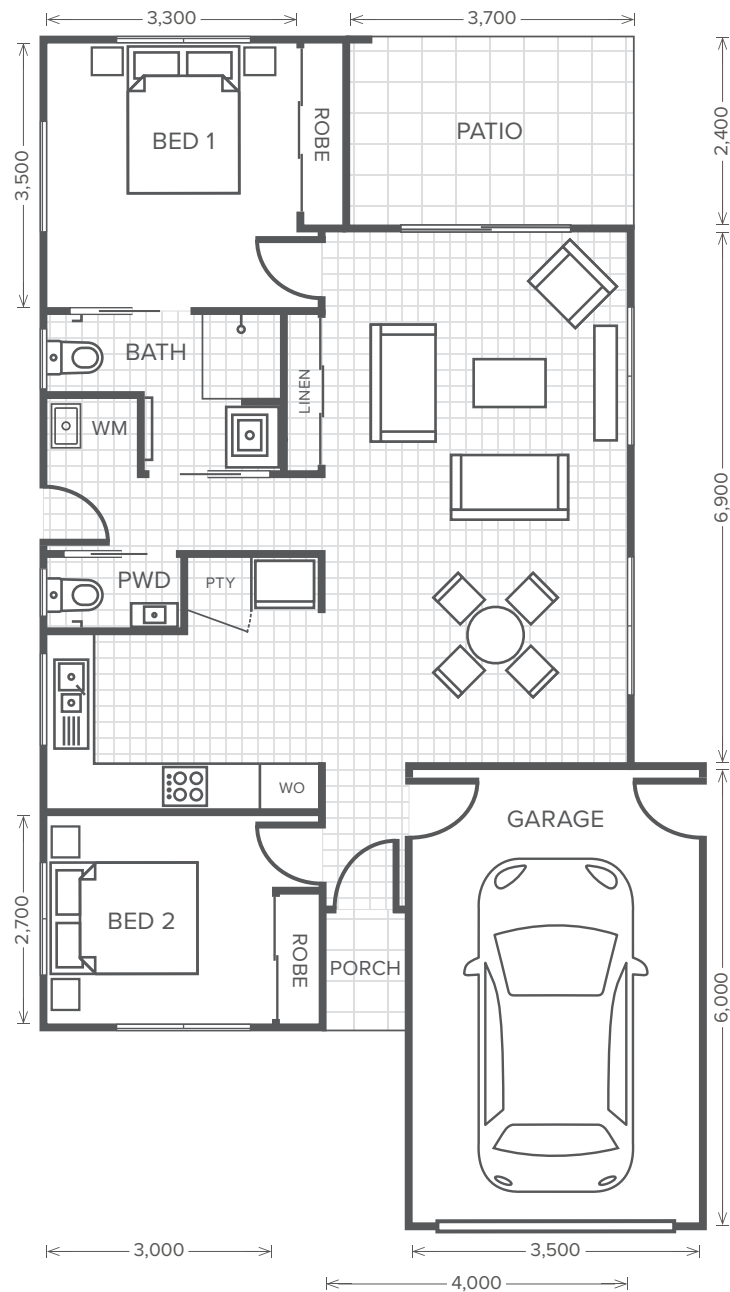 3,300
3,700
3,500
BED 1
ROBE
PATIO
2,400
BATH
LINEN
WM
6,900
PWD
PTY
WO
GARAGE
2,700
BED 2
ROBE
PORCH
6,000
3,000
3,500
4,000